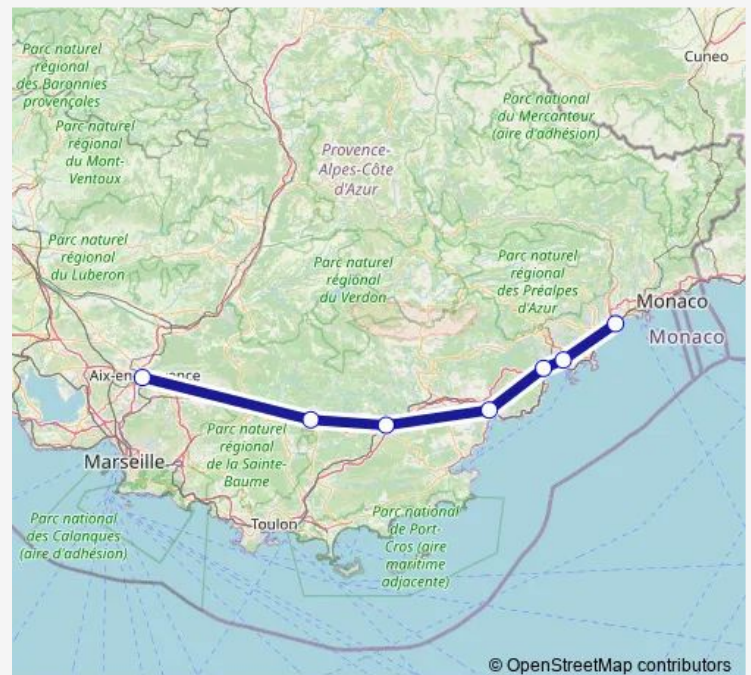 Parc naturel
régional
des Baronnies
provençales
Cuneo
Parc national
du Mercantour
(aire d'adhésion)
Parc naturel
régional
du Mont-
Ventoux
Provence-
Alpes-Côte
d'Azur
Parc naturel
régional
du Luberon
Parc naturel
régional
du Verdon
Parc naturel
régional
des Préalpes
d'Azur
Monaco
Monaco
Parc naturel
régional
de la Sainte-
Baume
Marseille
Parc national
des Calanques
(aire d'adhésion)
Toulon
Parc national
de Port-
Cros (aire
maritime
adjacente)
© OpenStreetMap contributors